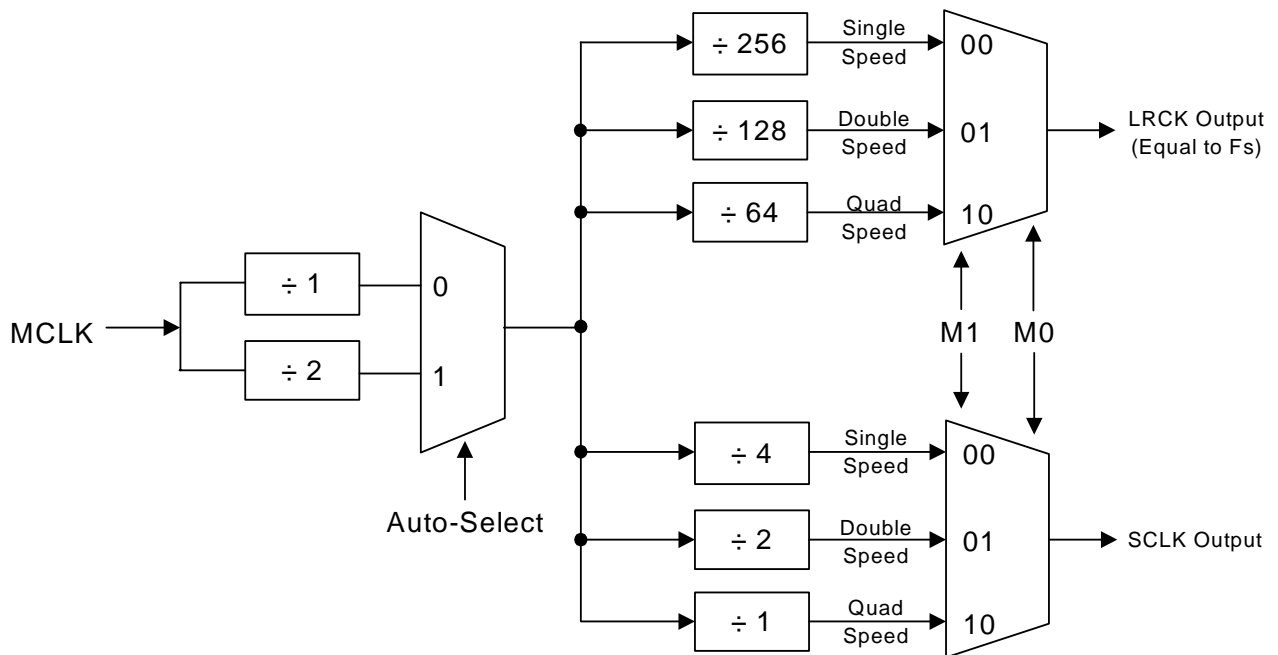 ÷ 256
Single
Speed
00
÷ 128
Double
Speed
01
LRCK Output
(Equal to Fs)
÷ 64
Quad
Speed
10
MCLK
÷ 1
0
÷ 2
1
Auto-Select
M1
M0
÷ 4
Single
Speed
00
÷ 2
Double
Speed
01
SCLK Output
÷ 1
Quad
Speed
10